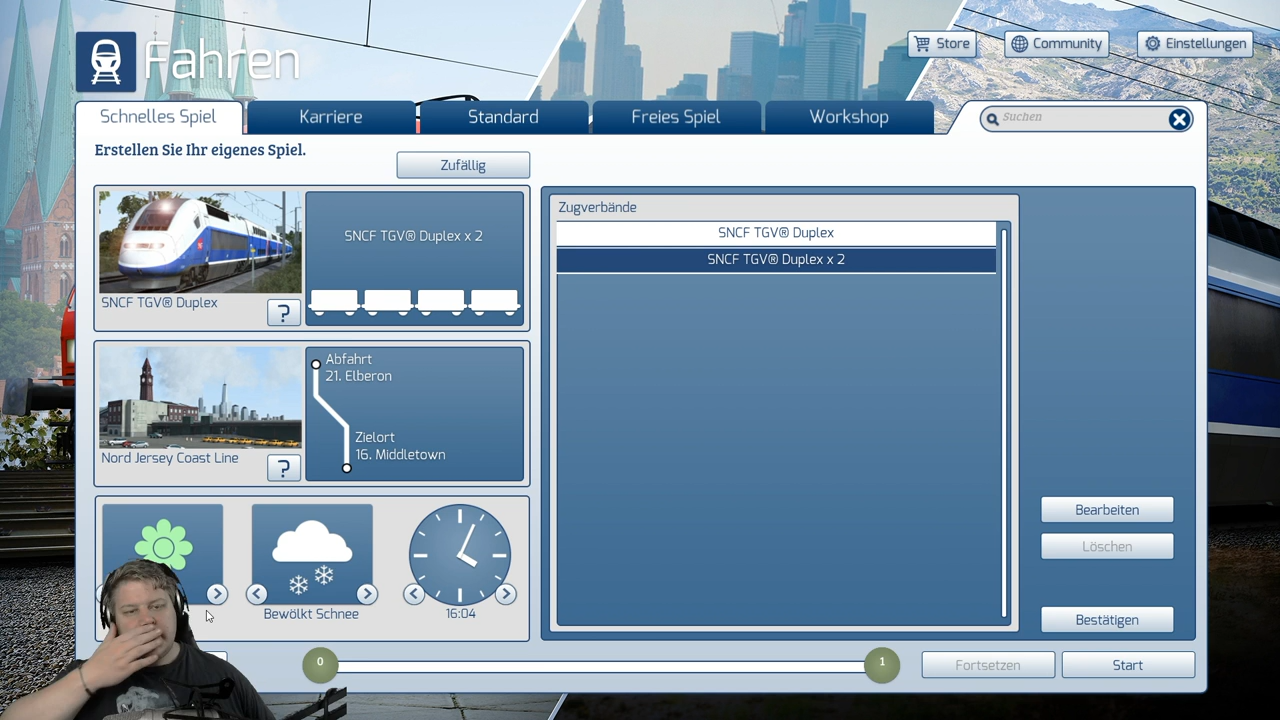 Fahren
Store
Community
Einstellungen
Schnelles Spiel
Karriere
Standard
Freies Spiel
Workshop
Suchen
Erstellen Sie Ihr eigenes Spiel.
Zufällig
SNCF TGV® Duplex x 2
SNCF TGV® Duplex
?
Abfahrt
21. Elberon
Zielort
16. Middletown
Nord Jersey Coast Line
?
Bewölkt Schnee
16:04
Zugverbände
SNCF TGV® Duplex
SNCF TGV® Duplex x 2
Bearbeiten
Löschen
Bestätigen
0
1
Fortsetzen
Start